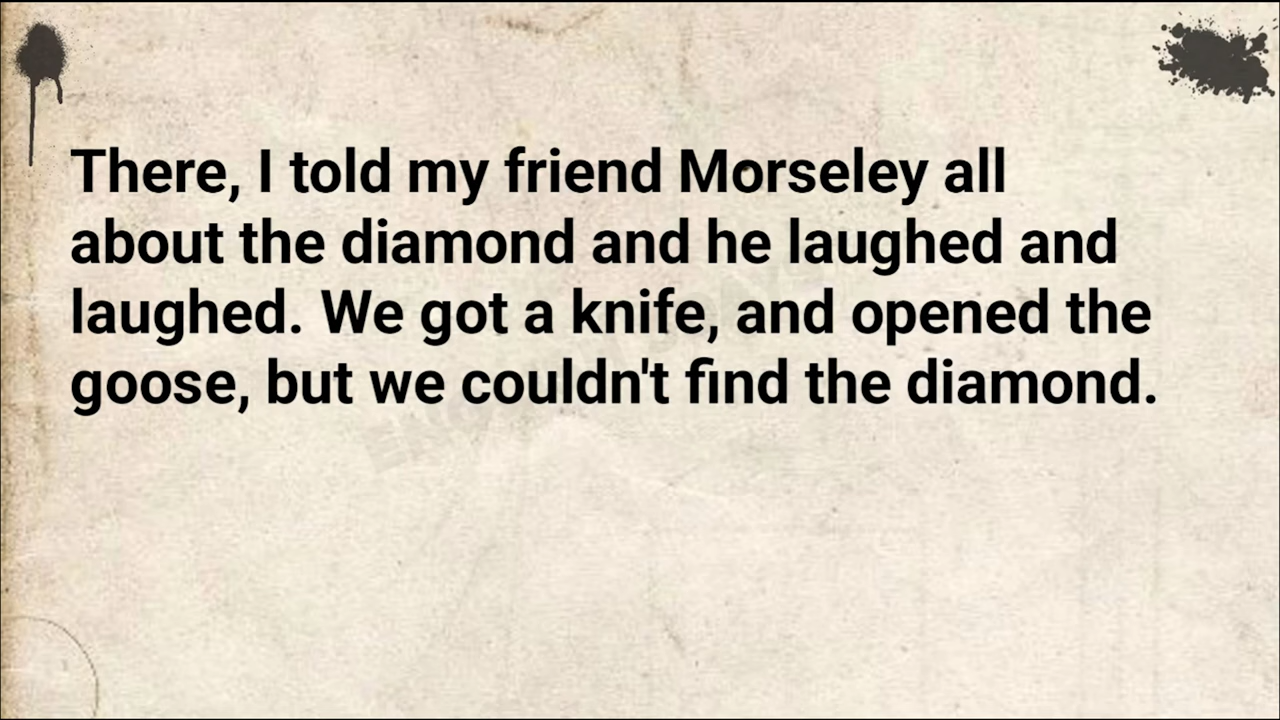 There, I told my friend Morseley all
about the diamond and he laughed and
laughed. We got a knife, and opened the
goose, but we couldn't find the diamond.